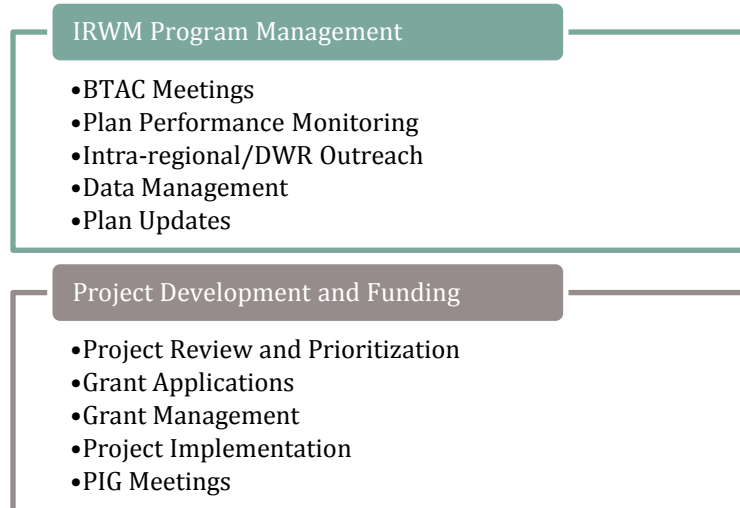 IRWM Program Management
•BTAC Meetings
•Plan Performance Monitoring
•Intra-regional/DWR Outreach
•Data Management
•Plan Updates
Project Development and Funding
•Project Review and Prioritization
•Grant Applications
•Grant Management
•Project Implementation
•PIG Meetings